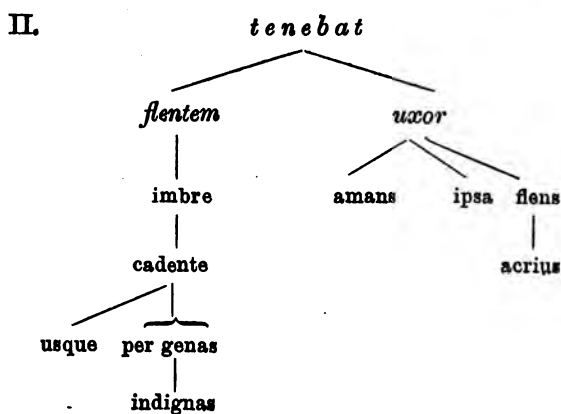 II. tenebat
flentem uxor
imbre amans ipsa flens
cadente acrius
usque per genas
indignas